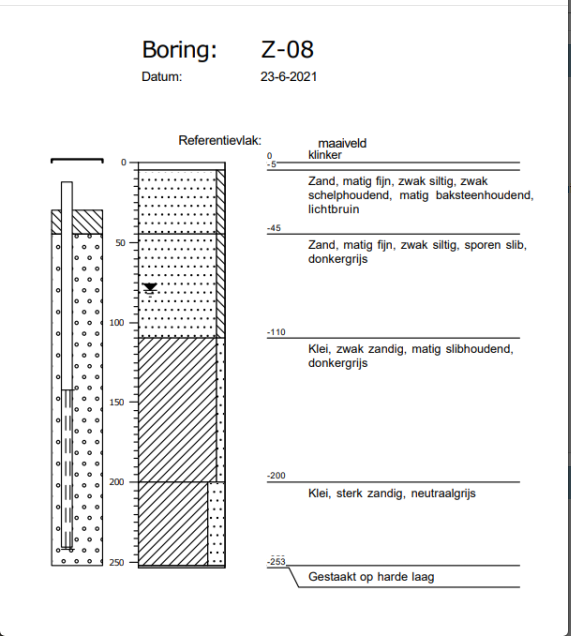 Boring: Z-08
Datum: 23-6-2021
Referentievlak: maaiveld
0 klinker
-5
Zand, matig fijn, zwak siltig, zwak
schelphoudend, matig baksteenhoudend,
lichtbruin
-45
Zand, matig fijn, zwak siltig, sporen slib,
donkergrijs
-110
Klei, zwak zandig, matig slibhoudend,
donkergrijs
-200
Klei, sterk zandig, neutraalgrijs
-253
Gestaakt op harde laag
0
50
100
150
200
250